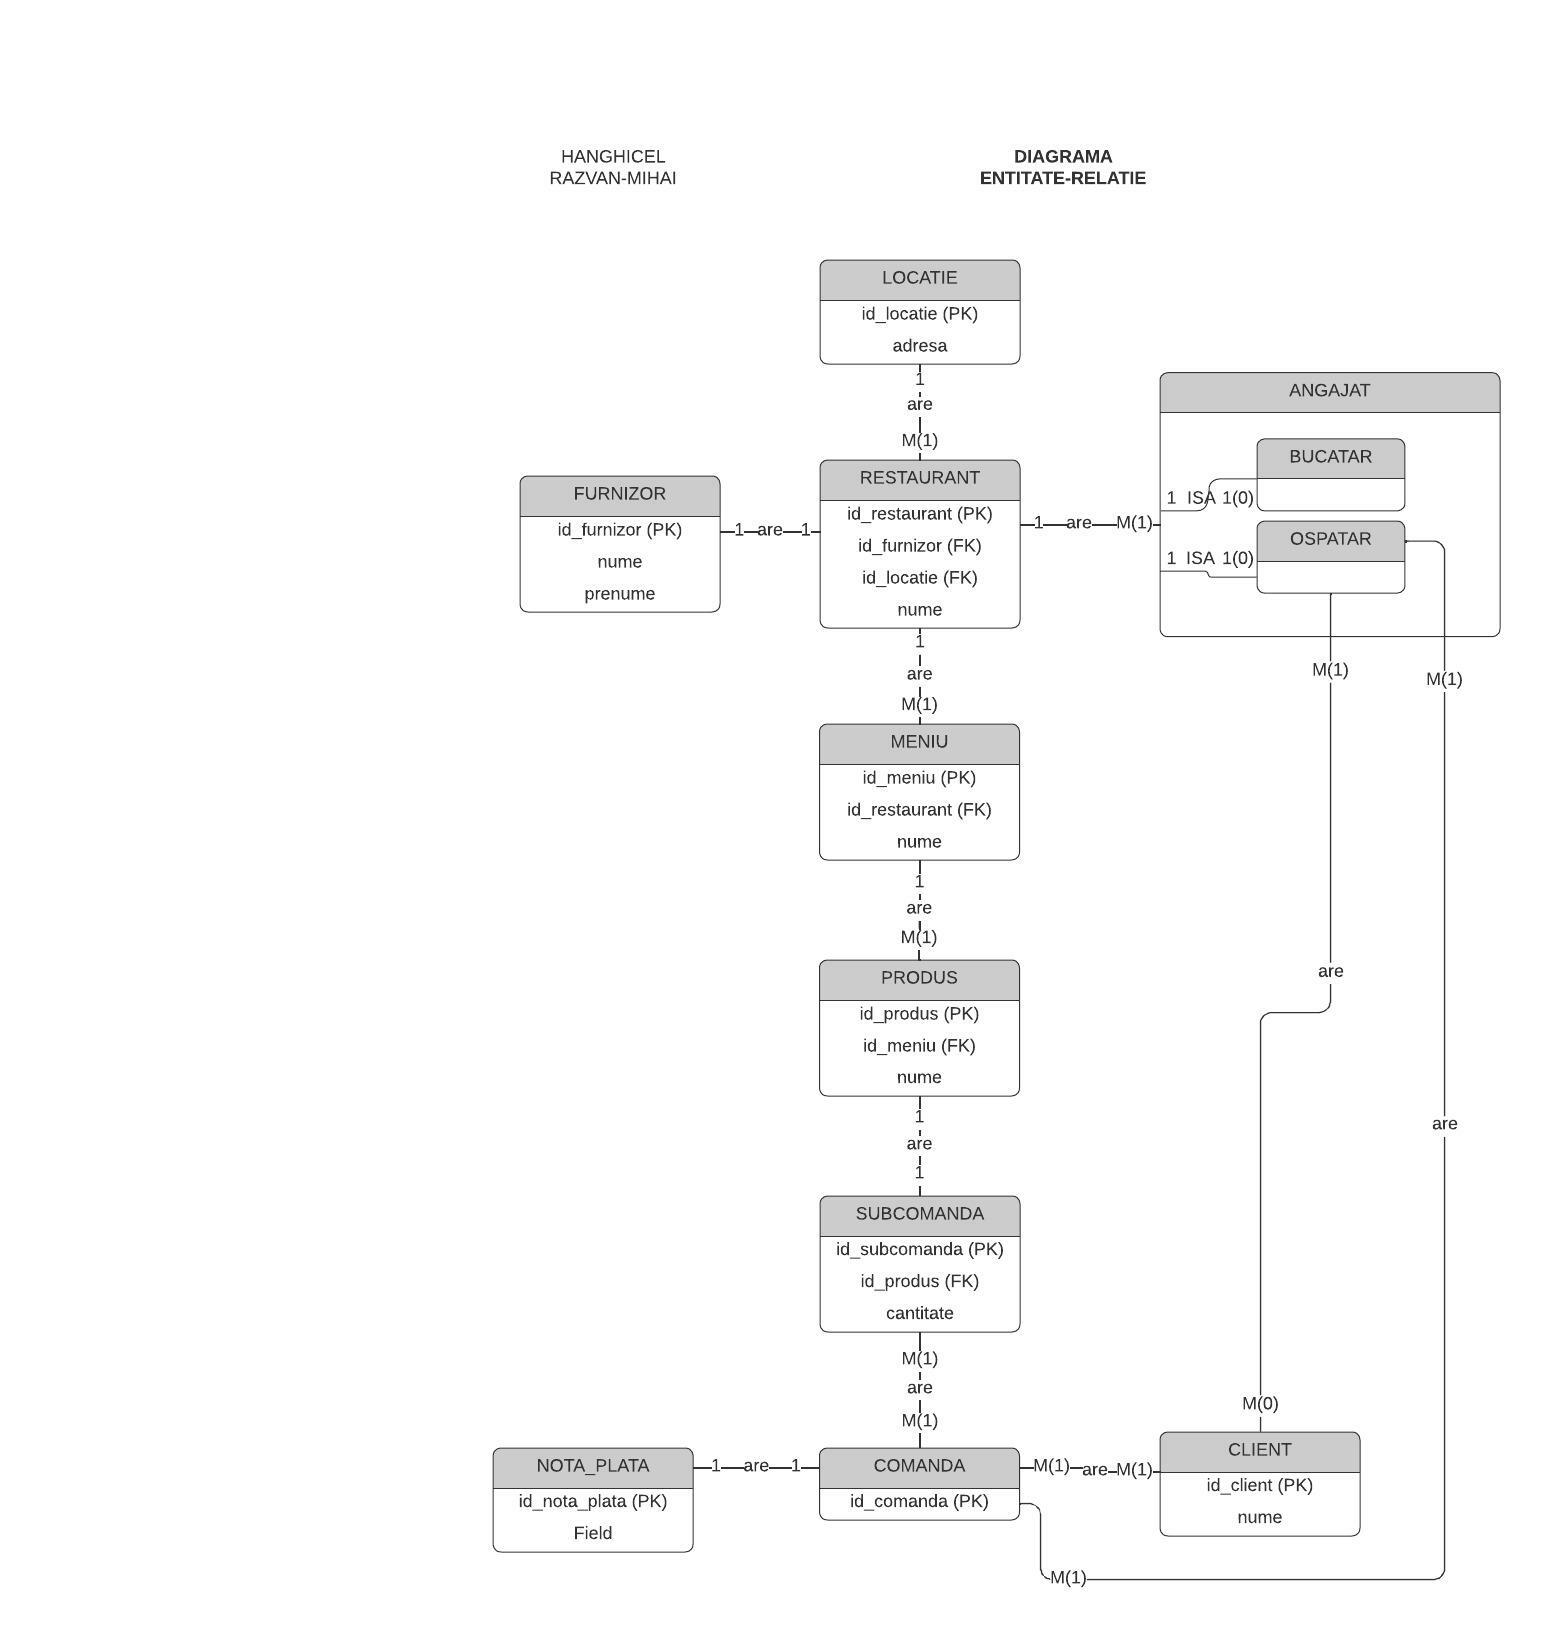 HANGHICEL
RAZVAN-MIHAI
DIAGRAMA
ENTITATE-RELATIE
LOCATIE
id_locatie (PK)
adresa
1
are
M(1)
ANGAJAT
BUCATAR
1 ISA 1(0)
OSPATAR
1 ISA 1(0)
FURNIZOR
id_furnizor (PK)
nume
prenume
1 are 1
RESTAURANT
id_restaurant (PK)
id_furnizor (FK)
id_locatie (FK)
nume
1 are M(1)
1
are
M(1)
M(1)
M(1)
MENIU
id_meniu (PK)
id_restaurant (FK)
nume
1
are
M(1)
are
PRODUS
id_produs (PK)
id_meniu (FK)
nume
1
are
1
are
SUBCOMANDA
id_subcomanda (PK)
id_produs (FK)
cantitate
M(1)
are
M(1)
M(0)
NOTA_PLATA
id_nota_plata (PK)
Field
1 are 1
COMANDA
id_comanda (PK)
M(1) are M(1)
CLIENT
id_client (PK)
nume
M(1)